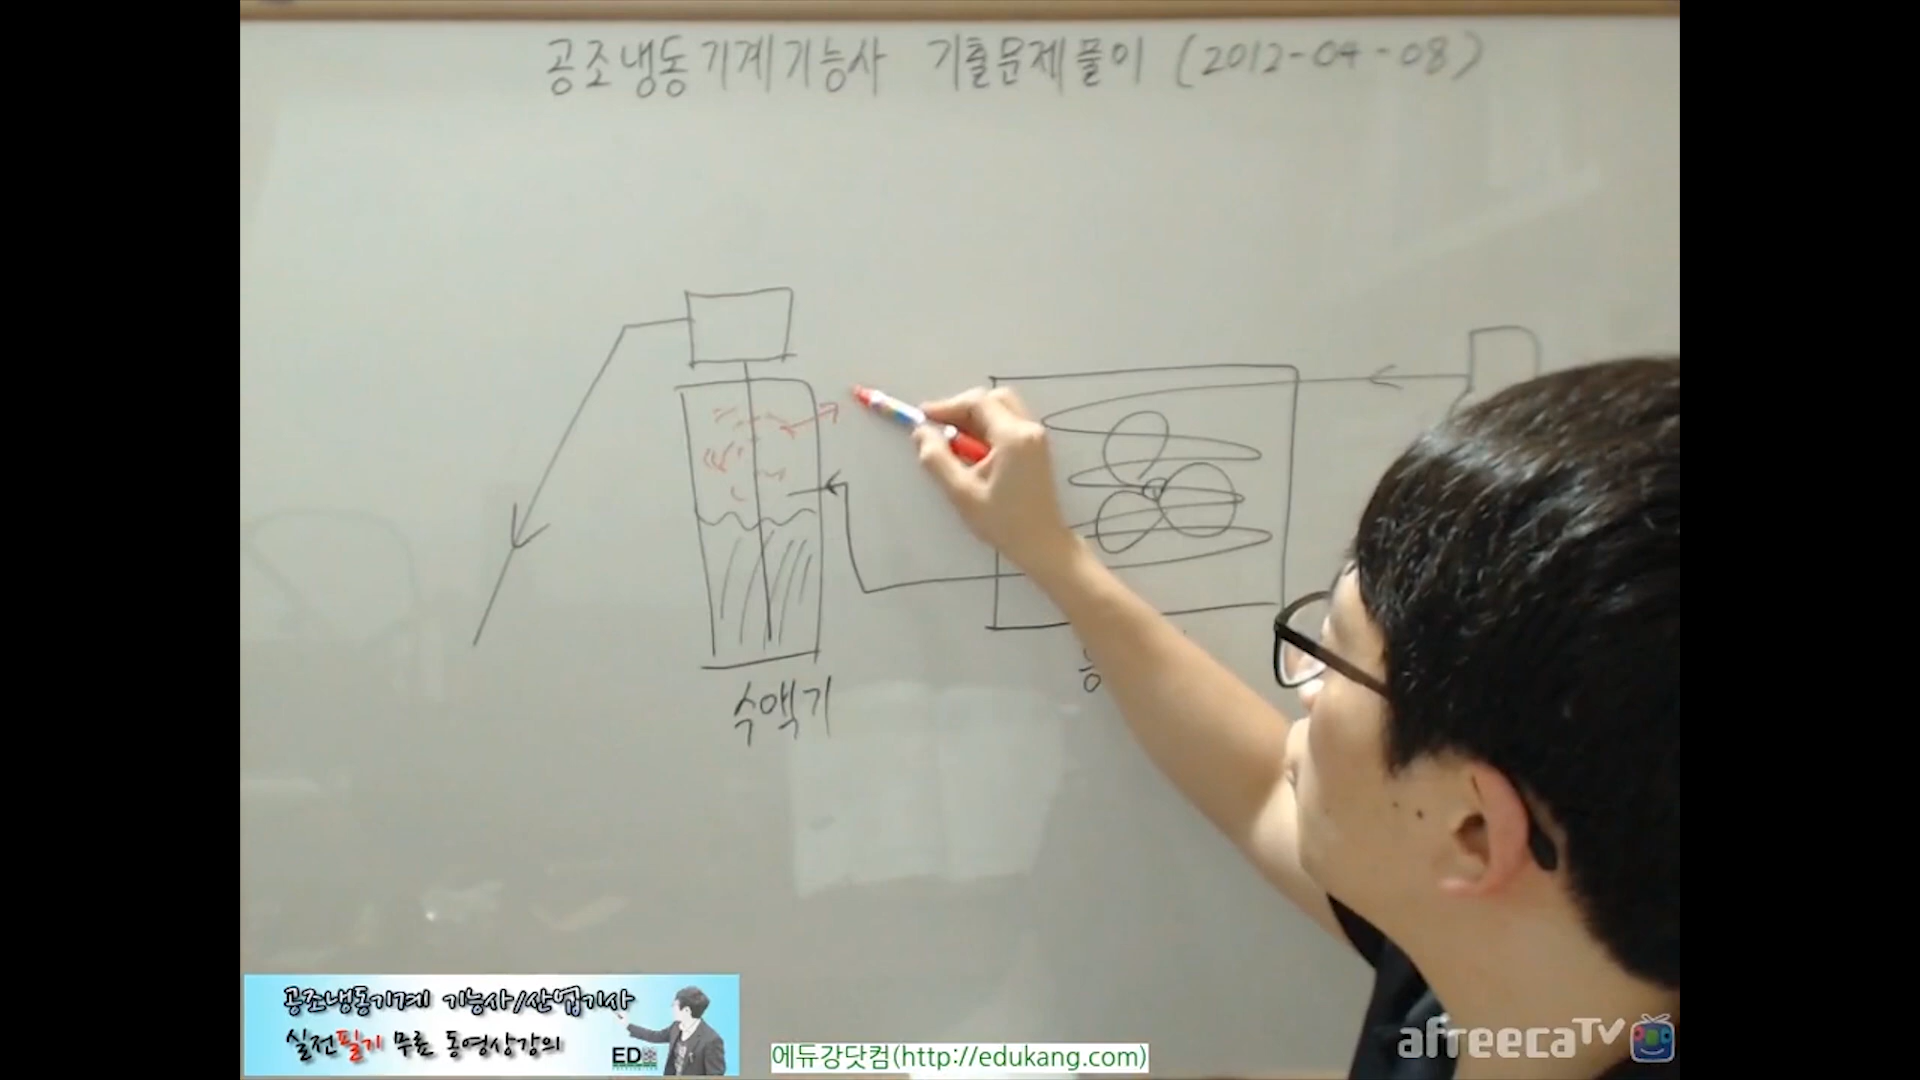 공조냉동기계기능사 기출문제풀이 (2012-04-08)
수액기
응
공조냉동기계 기능사/산업기사
실전필기 무료 동영상강의
에듀강닷컴(http://edukang.com)
afreecaTV